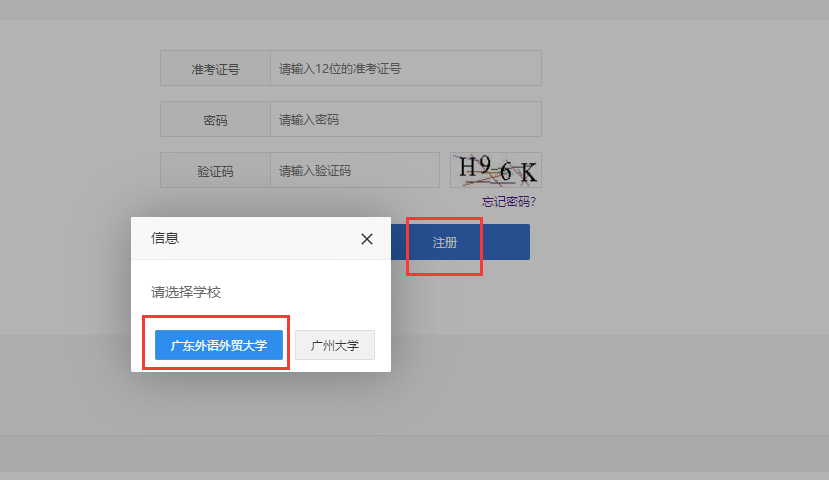 准考证号 请输入12位的准考证号
密码 请输入密码
验证码 请输入验证码 H96K
忘记密码?
信息
注册
请选择学校
广东外语外贸大学 广州大学